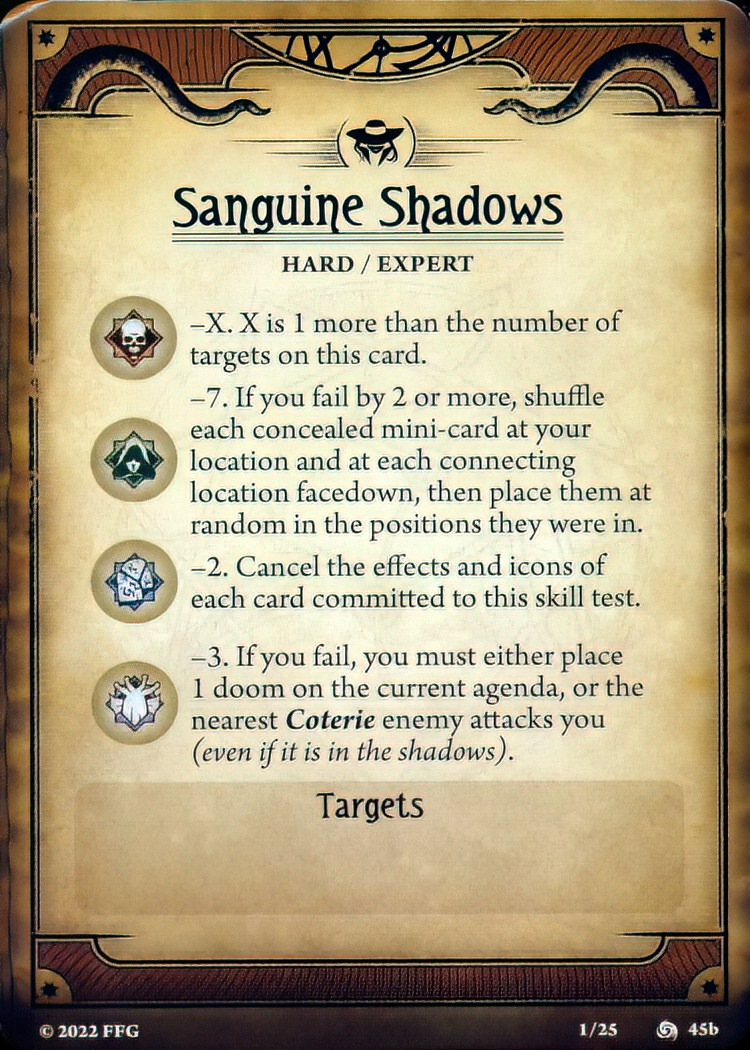 Sanguine Shadows
HARD / EXPERT
–X. X is 1 more than the number of
targets on this card.
–7. If you fail by 2 or more, shuffle
each concealed mini-card at your
location and at each connecting
location facedown, then place them at
random in the positions they were in.
–2. Cancel the effects and icons of
each card committed to this skill test.
–3. If you fail, you must either place
1 doom on the current agenda, or the
nearest Coterie enemy attacks you
(even if it is in the shadows).
Targets
© 2022 FFG 1/25 45b